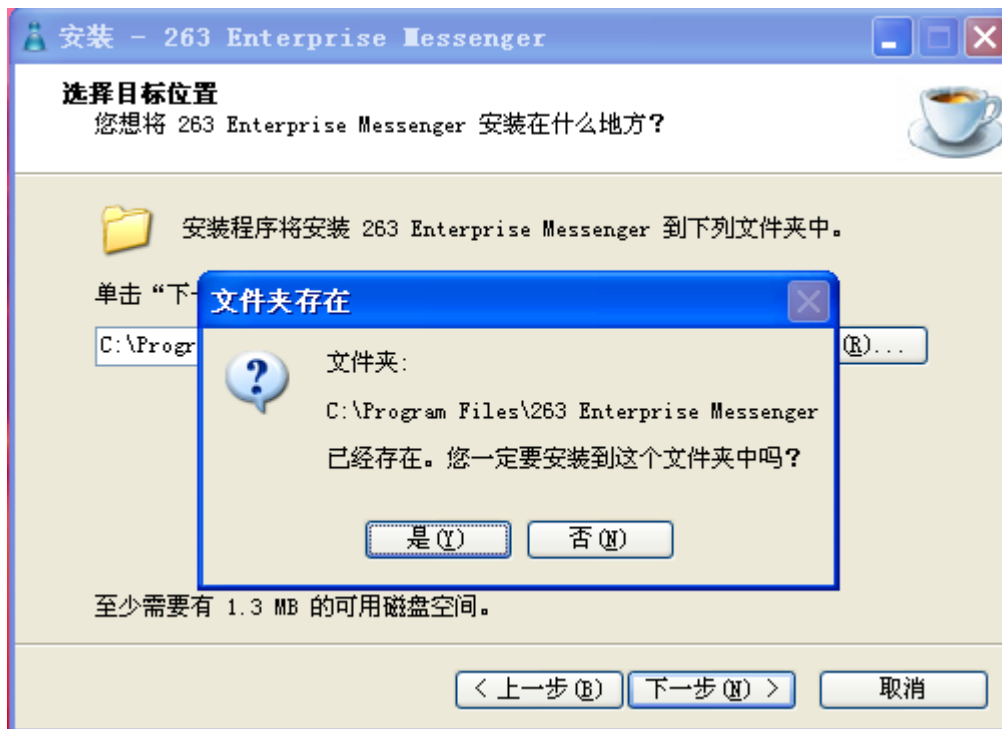 安装 - 263 Enterprise Messenger
选择目标位置
您想将 263 Enterprise Messenger 安装在什么地方?
安装程序将安装 263 Enterprise Messenger 到下列文件夹中。
单击“下一
C:\Progr
(R)...
文件夹存在
文件夹:
C:\Program Files\263 Enterprise Messenger
已经存在。您一定要安装到这个文件夹中吗?
是(Y) 否(N)
至少需要有 1.3 MB 的可用磁盘空间。
< 上一步(B) 下一步(N) > 取消